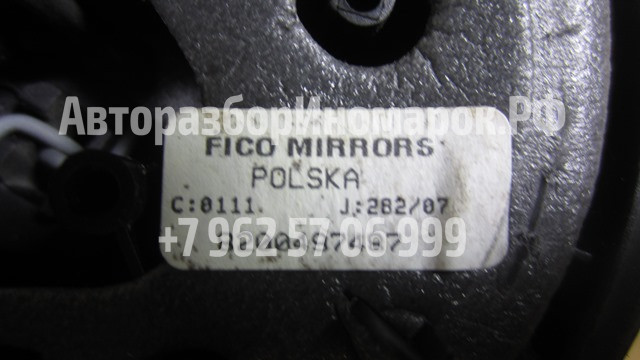 АвторазборИномарок.РФ
FICO MIRRORS
POLSKA
C:0111. J:282/07
+7 962 57 06 999